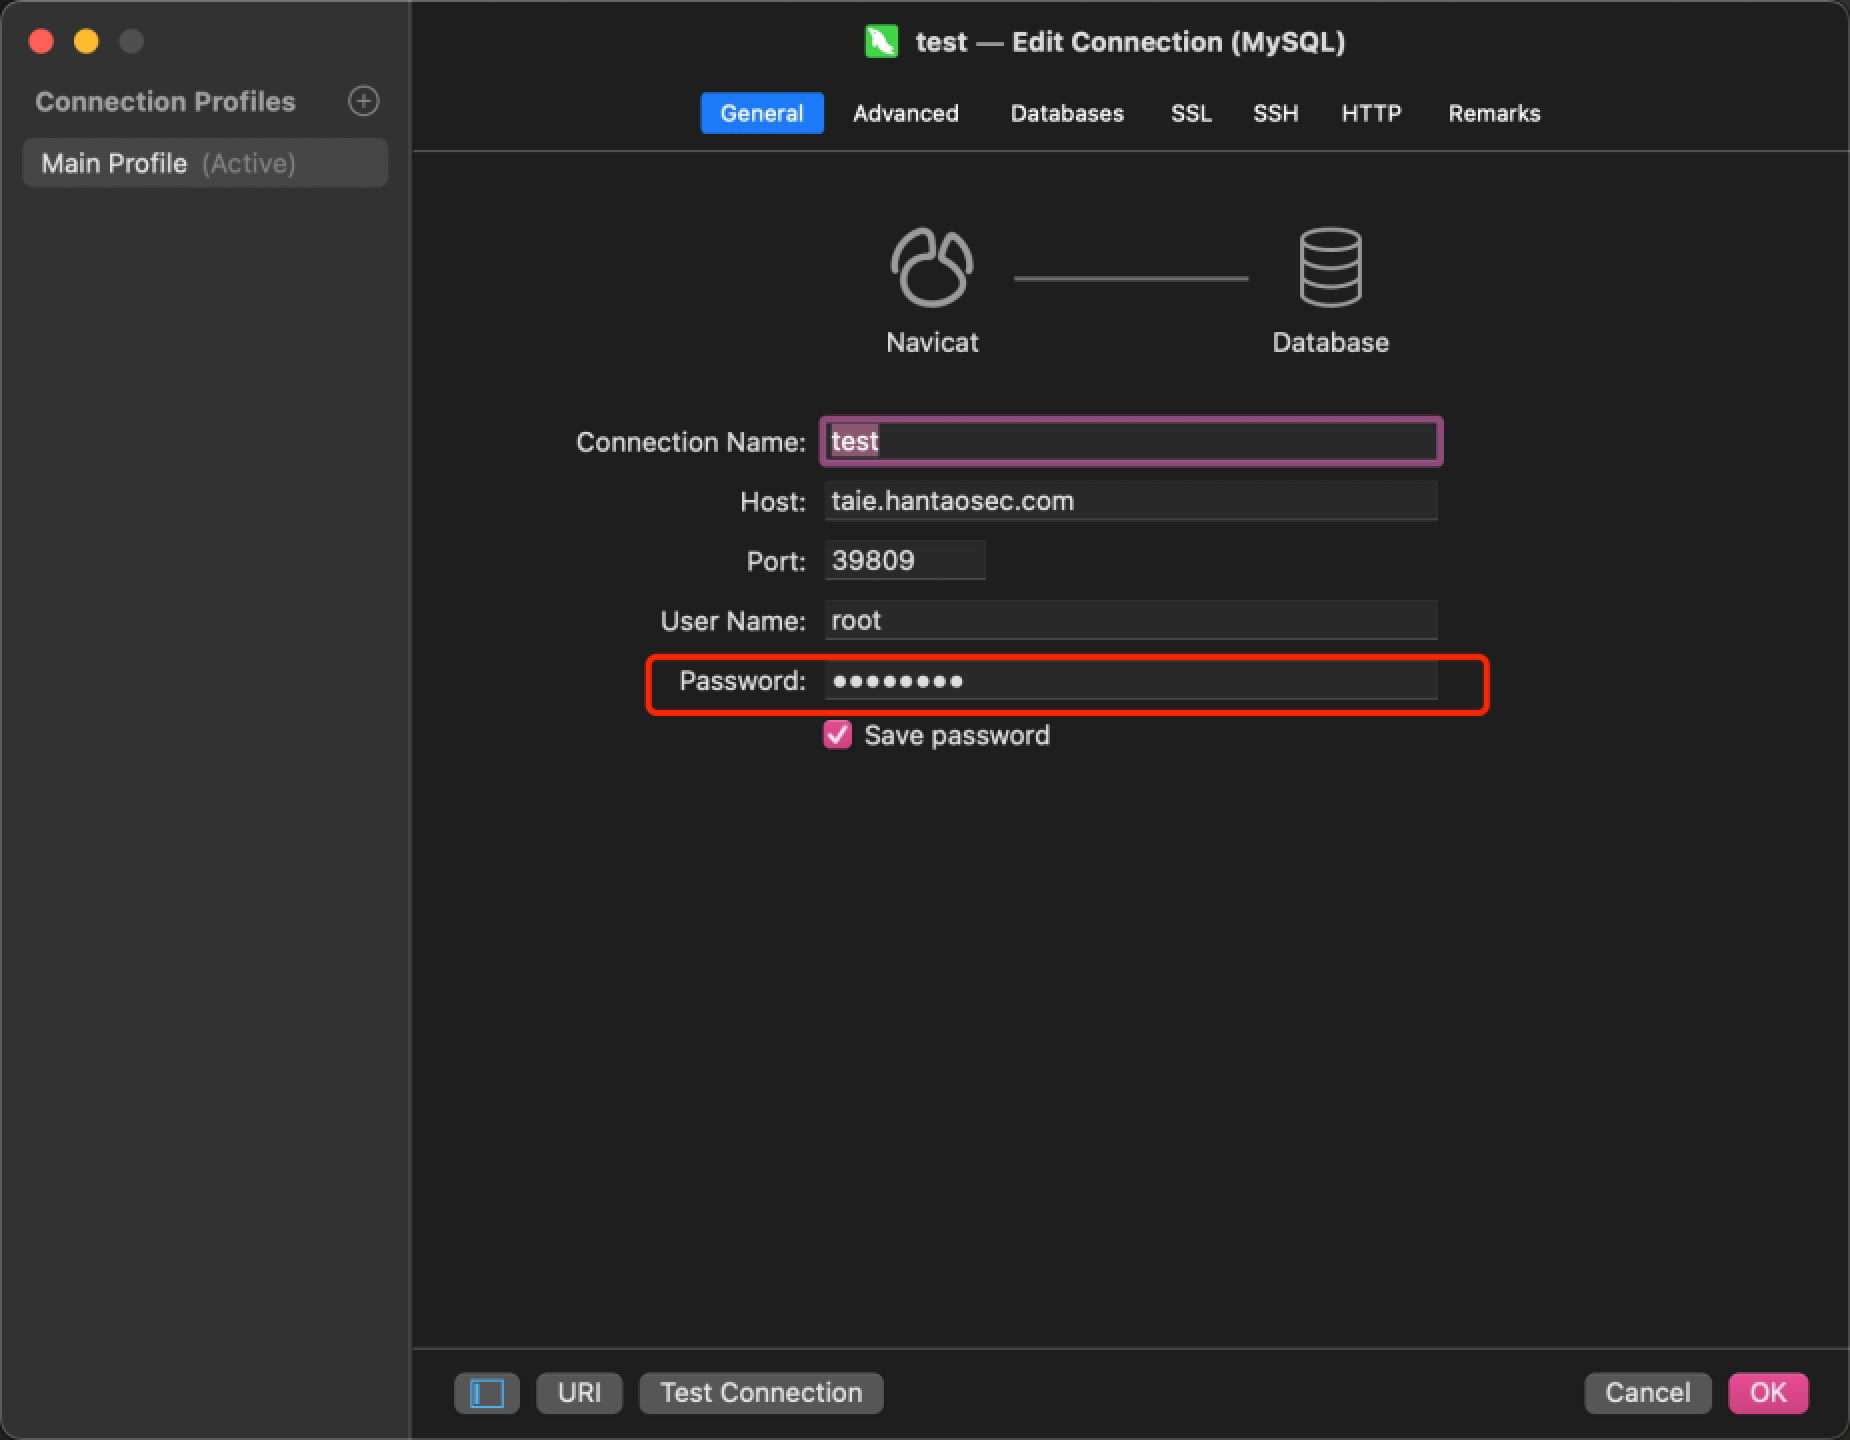 test — Edit Connection (MySQL)
Connection Profiles
Main Profile (Active)
General Advanced Databases SSL SSH HTTP Remarks
Navicat
Database
Connection Name: test
Host: taie.hantaosec.com
Port: 39809
User Name: root
Password: ••••••••
Save password
URI
Test Connection
Cancel
OK